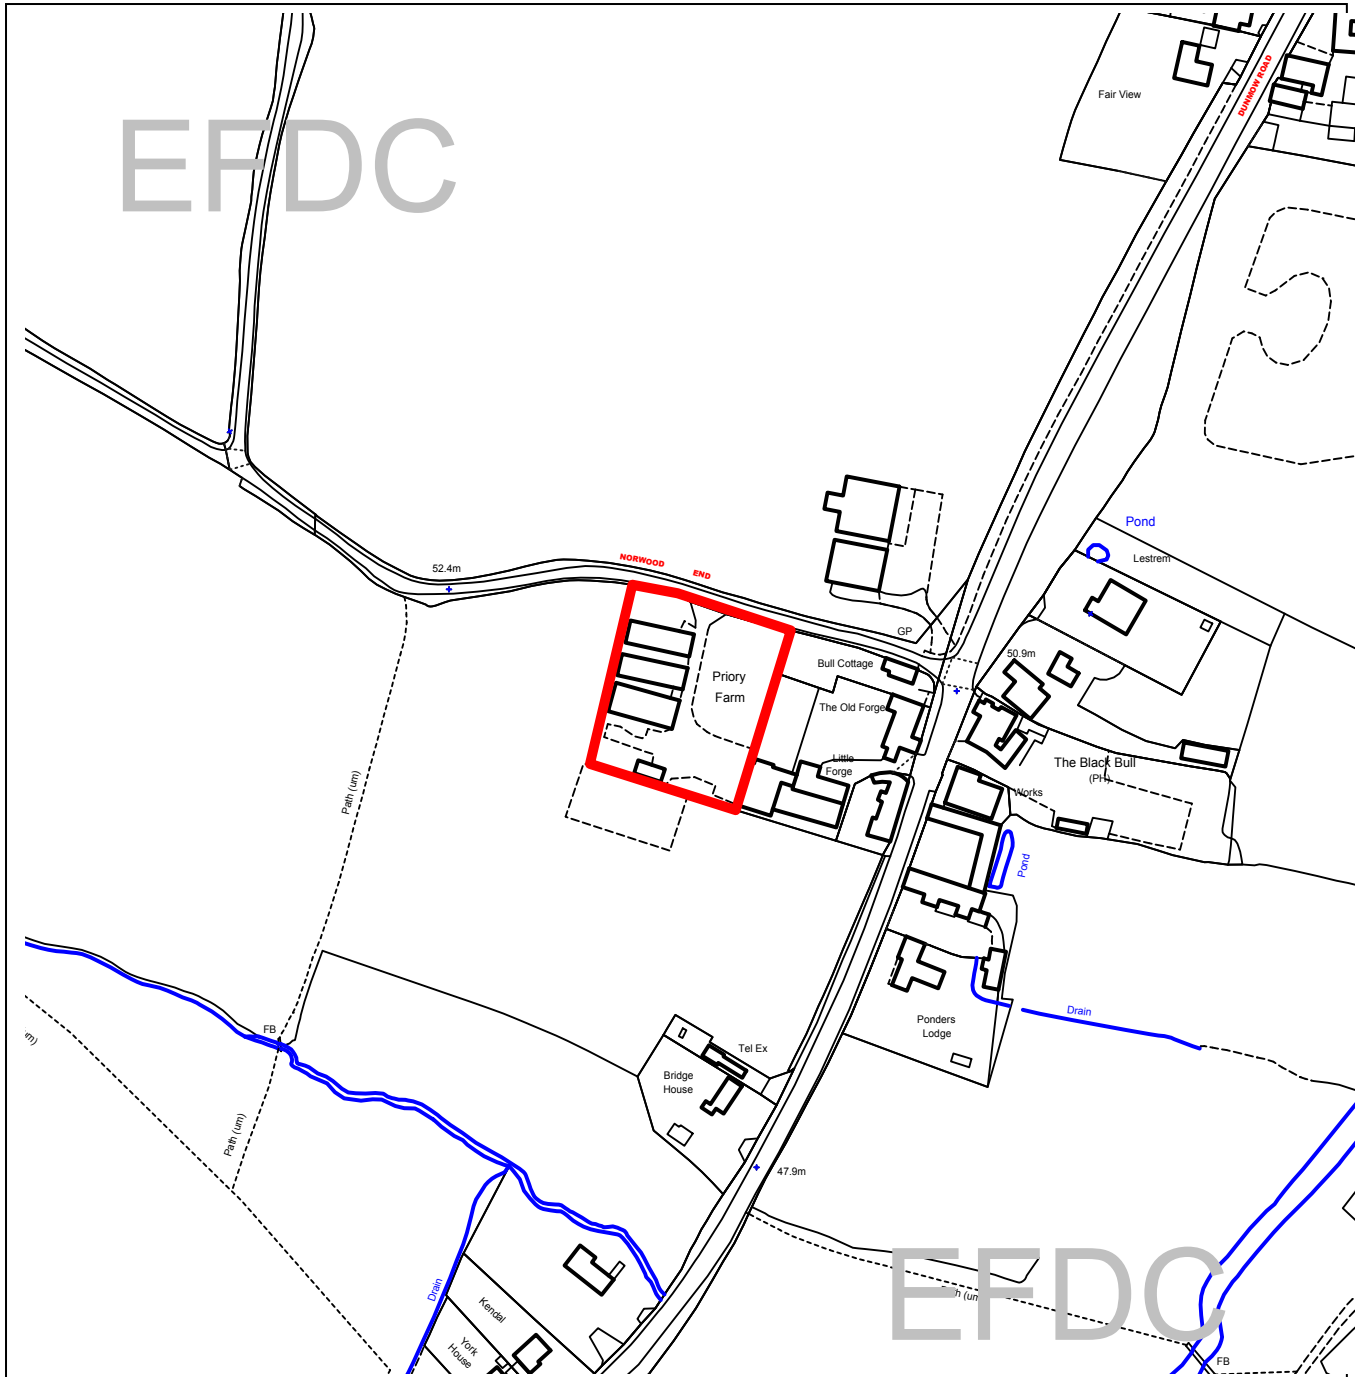 EFDC
Fair View
DUNMOW ROAD
Pond
Lestrem
52.4m
NORWOOD END
GP
50.9m
Bull Cottage
Priory
Farm
The Old Forge
Little
Forge
The Black Bull
(PH)
Works
Path (um)
Pond
FB
Drain
Ponders
Lodge
Tel Ex
Bridge
House
Path (um)
47.9m
Drain
Kendal
York
House
EFDC
Path (um)
FB